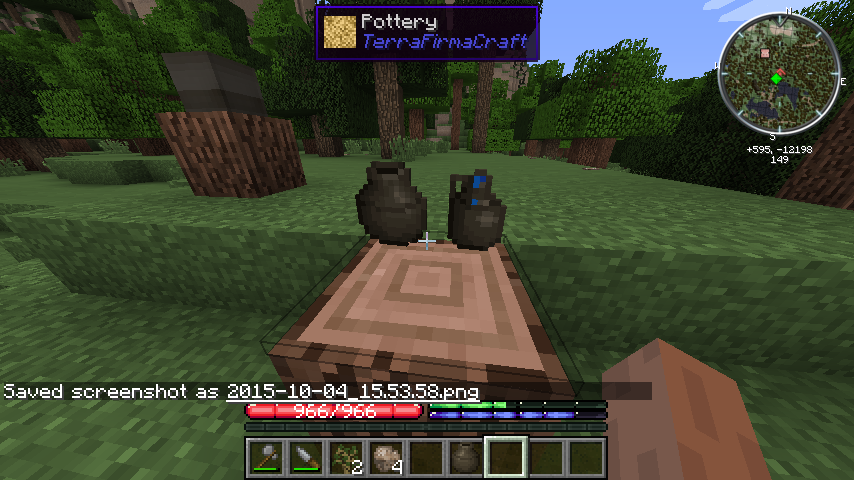 Pottery
TerraFirmaCraft
N
E
S
+595, -12198
149
Saved screenshot as 2015-10-04_15.53.58.png
966/966
2
4